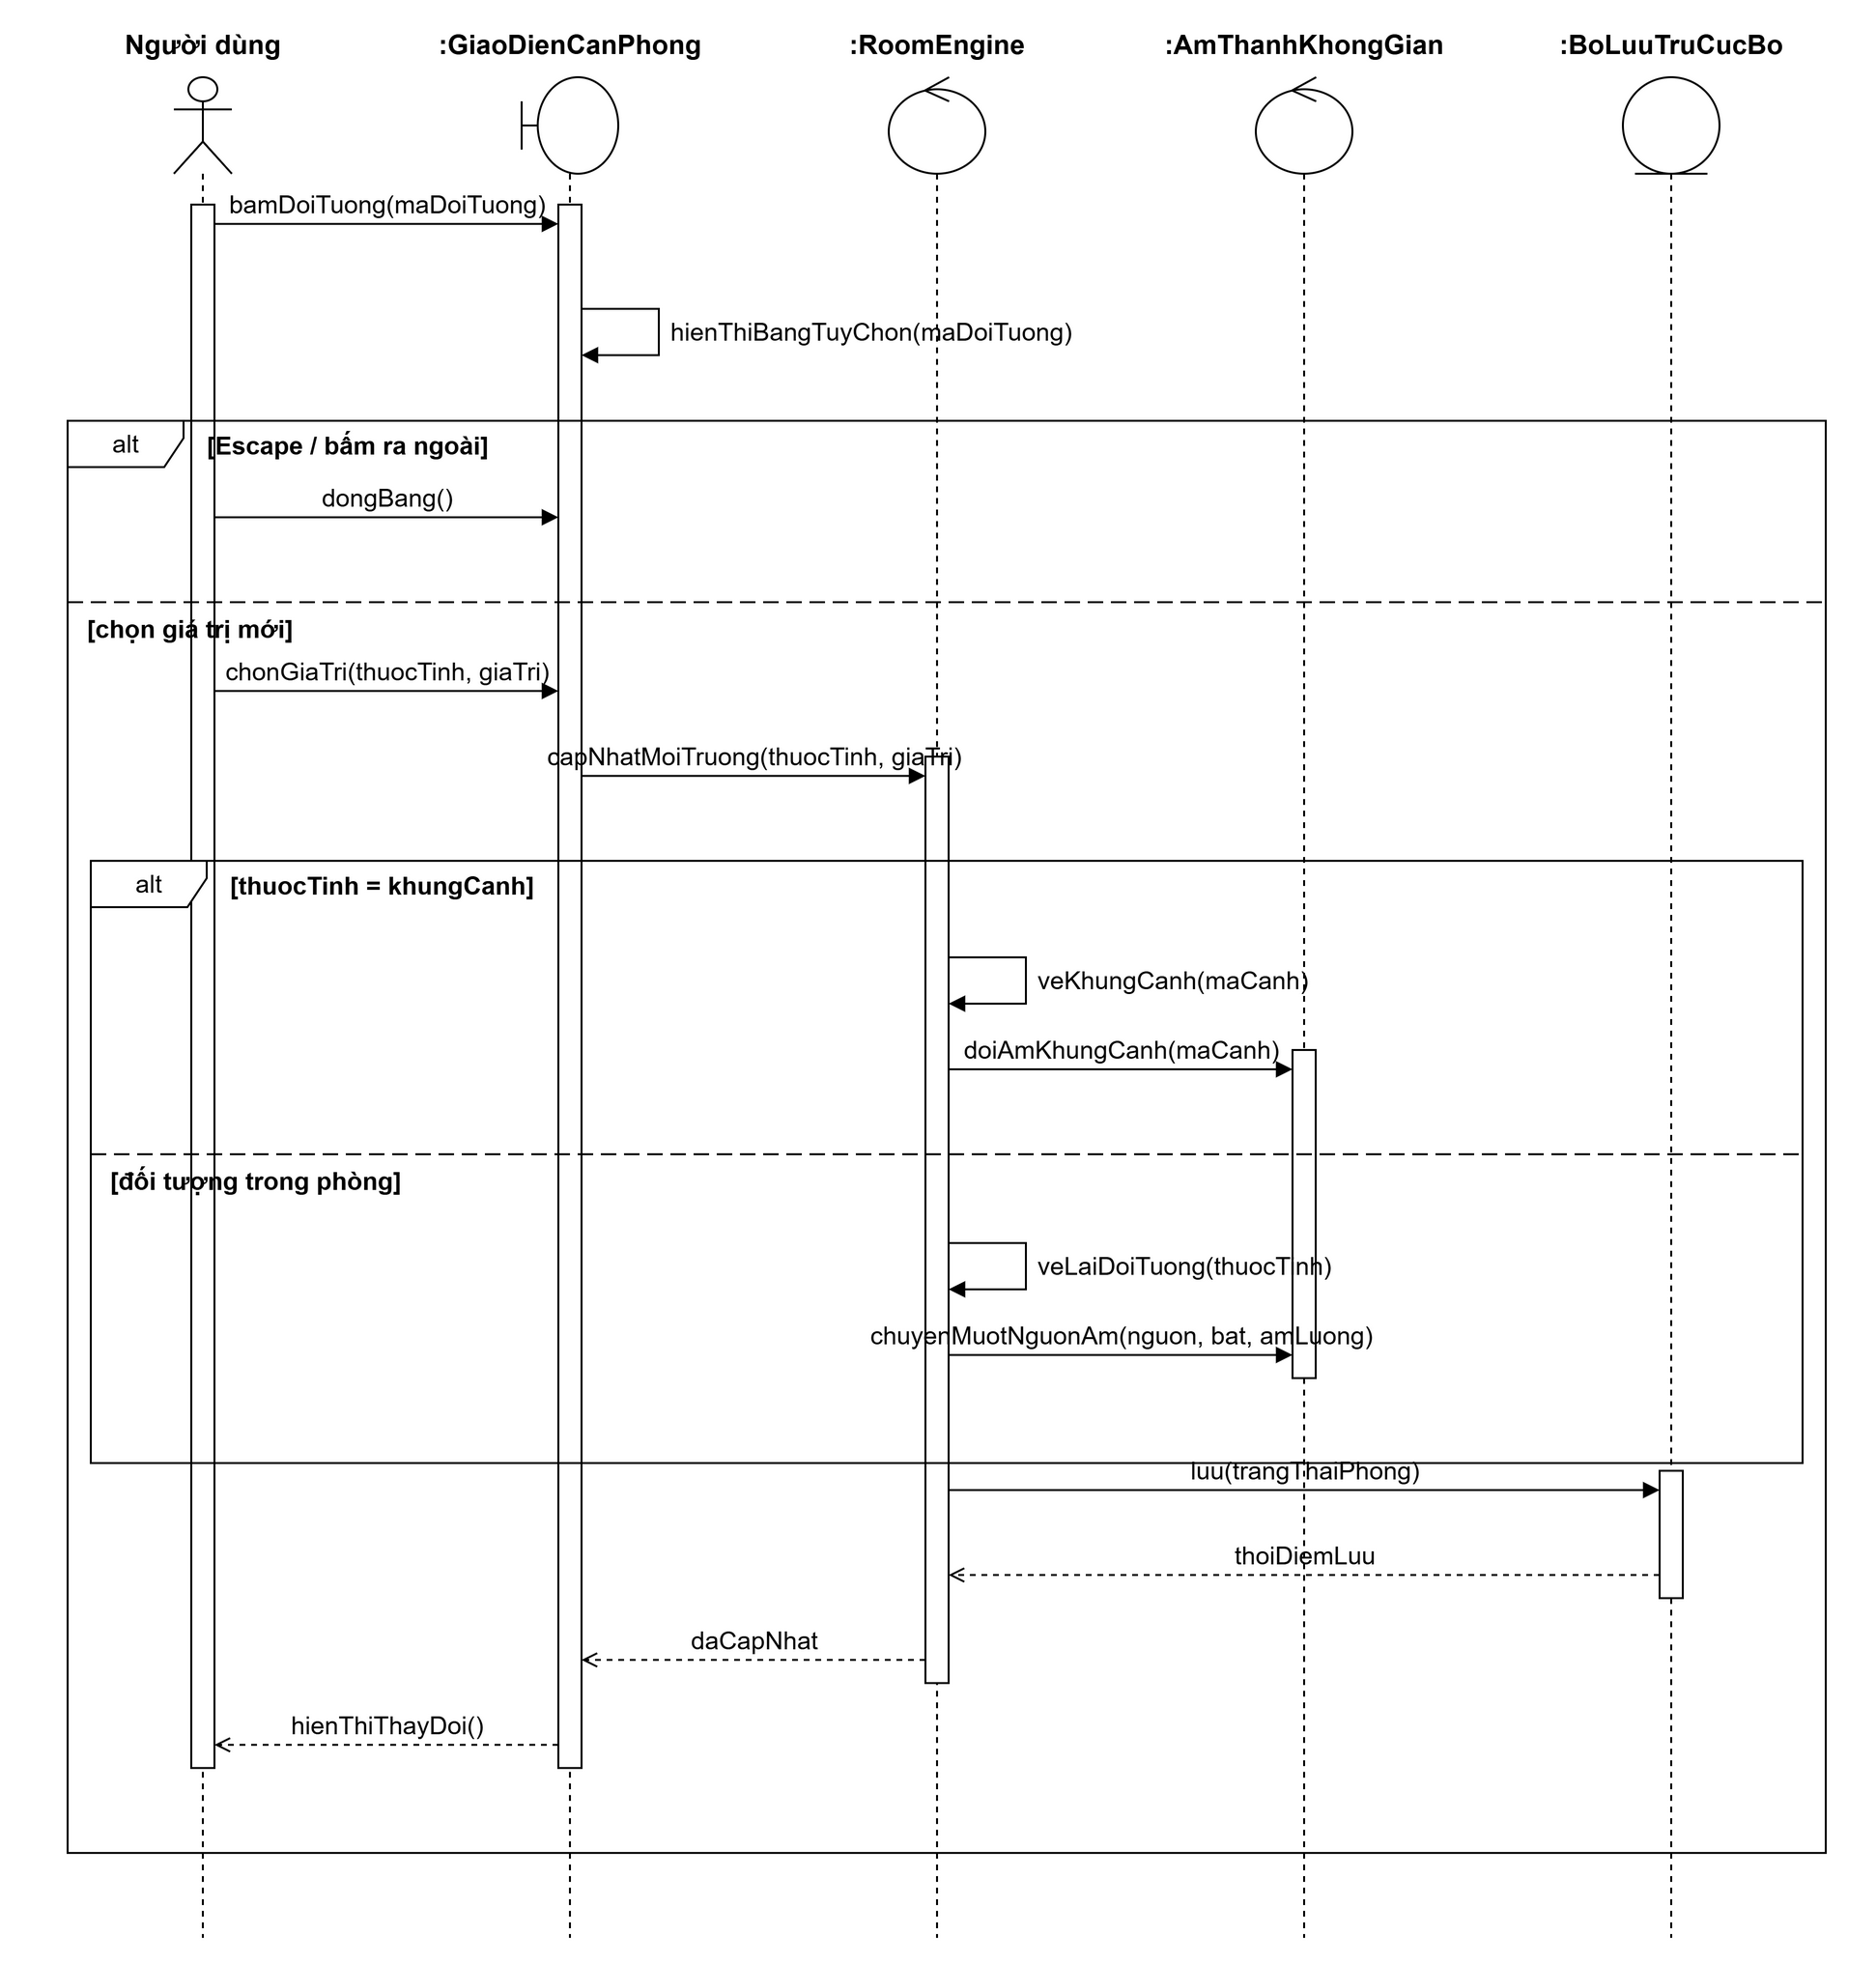 Người dùng
:GiaoDienCanPhong
:RoomEngine
:AmThanhKhongGian
:BoLuuTruCucBo
bamDoiTuong(maDoiTuong)
hienThiBangTuyChon(maDoiTuong)
alt
[Escape / bấm ra ngoài]
dongBang()
[chọn giá trị mới]
chonGiaTri(thuocTinh, giaTri)
capNhatMoiTruong(thuocTinh, giaTri)
alt
[thuocTinh = khungCanh]
veKhungCanh(maCanh)
doiAmKhungCanh(maCanh)
[đối tượng trong phòng]
veLaiDoiTuong(thuocTinh)
chuyenMuotNguonAm(nguon, bat, amLuong)
luu(trangThaiPhong)
thoiDiemLuu
daCapNhat
hienThiThayDoi()